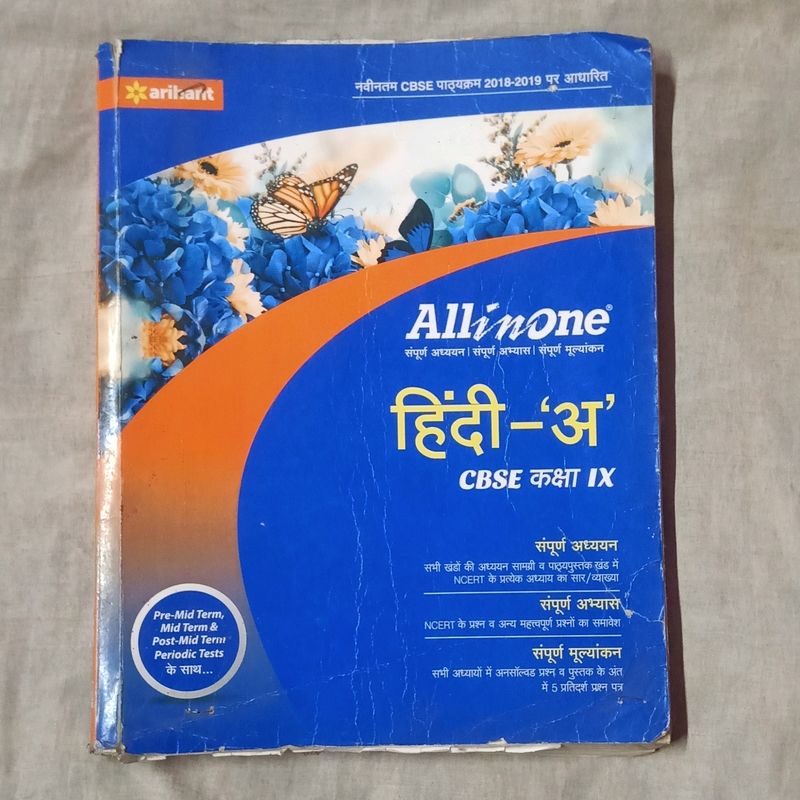 arihant
नवीनतम CBSE पाठ्यक्रम 2018-2019 पर आधारित
All in One®
संपूर्ण अध्ययन | संपूर्ण अभ्यास | संपूर्ण मूल्यांकन
हिंदी-‘अ’
CBSE कक्षा IX
संपूर्ण अध्ययन
सभी खंडों की अध्ययन सामग्री व पाठ्यपुस्तक खंड में
NCERT के प्रत्येक अध्याय का सार/व्याख्या
संपूर्ण अभ्यास
NCERT के प्रश्न व अन्य महत्त्वपूर्ण प्रश्नों का समावेश
संपूर्ण मूल्यांकन
सभी अध्यायों में अनसॉल्वड प्रश्न व पुस्तक के अंत
में 5 प्रतिदर्श प्रश्न पत्र
Pre-Mid Term,
Mid Term &
Post-Mid Term
Periodic Tests
के साथ...